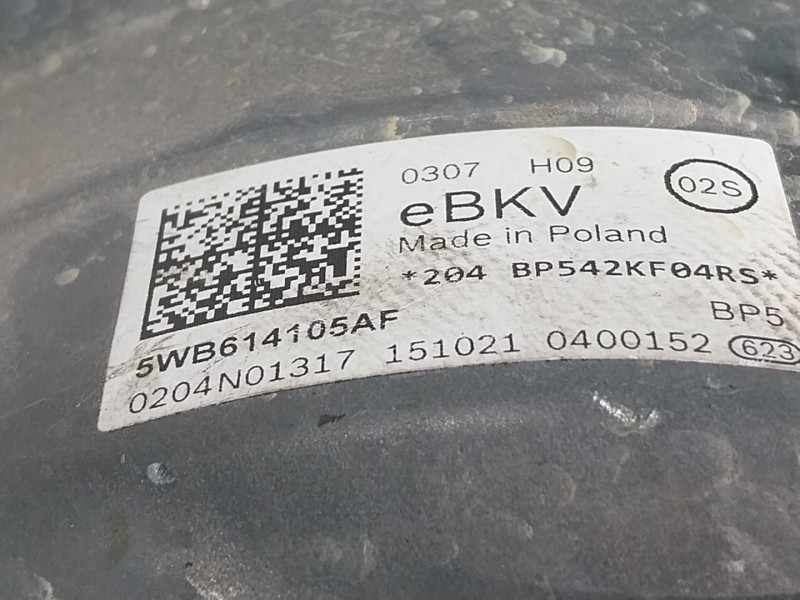 0307 H09
02S
eBKV
Made in Poland
*204 BP542KF04RS*
BP5
5WB614105AF
0204N01317 151021 0400152 623